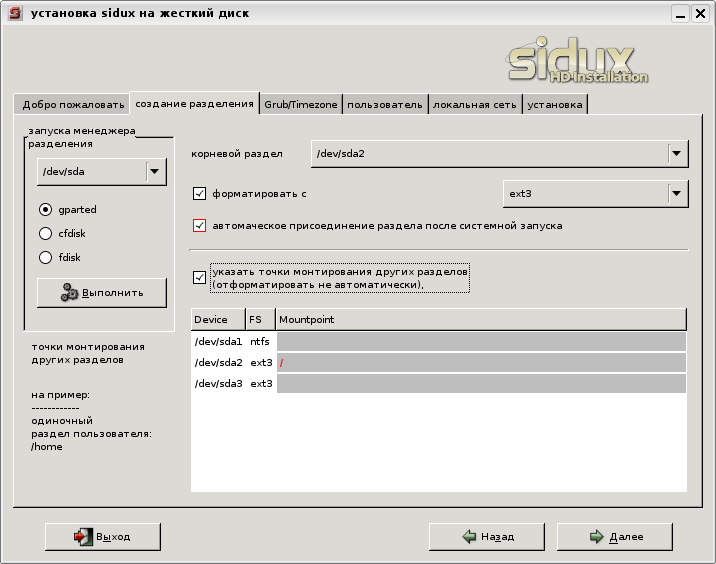 установка sidux на жесткий диск
sidux
HD-Installation
Добро пожаловать
создание разделения
Grub/Timezone
пользователь
локальная сеть
установка
запуска менеджера
разделения
/dev/sda
gparted
cfdisk
fdisk
Выполнить
точки монтирования
других разделов
на пример:
------------
одиночный
раздел пользователя:
/home
корневой раздел
/dev/sda2
форматировать с
ext3
автомаческое присоединение раздела после системной запуска
указать точки монтирования других разделов
(отформатировать не автоматически),
Device FS Mountpoint
/dev/sda1 ntfs
/dev/sda2 ext3 /
/dev/sda3 ext3
Выход
Назад
Далее